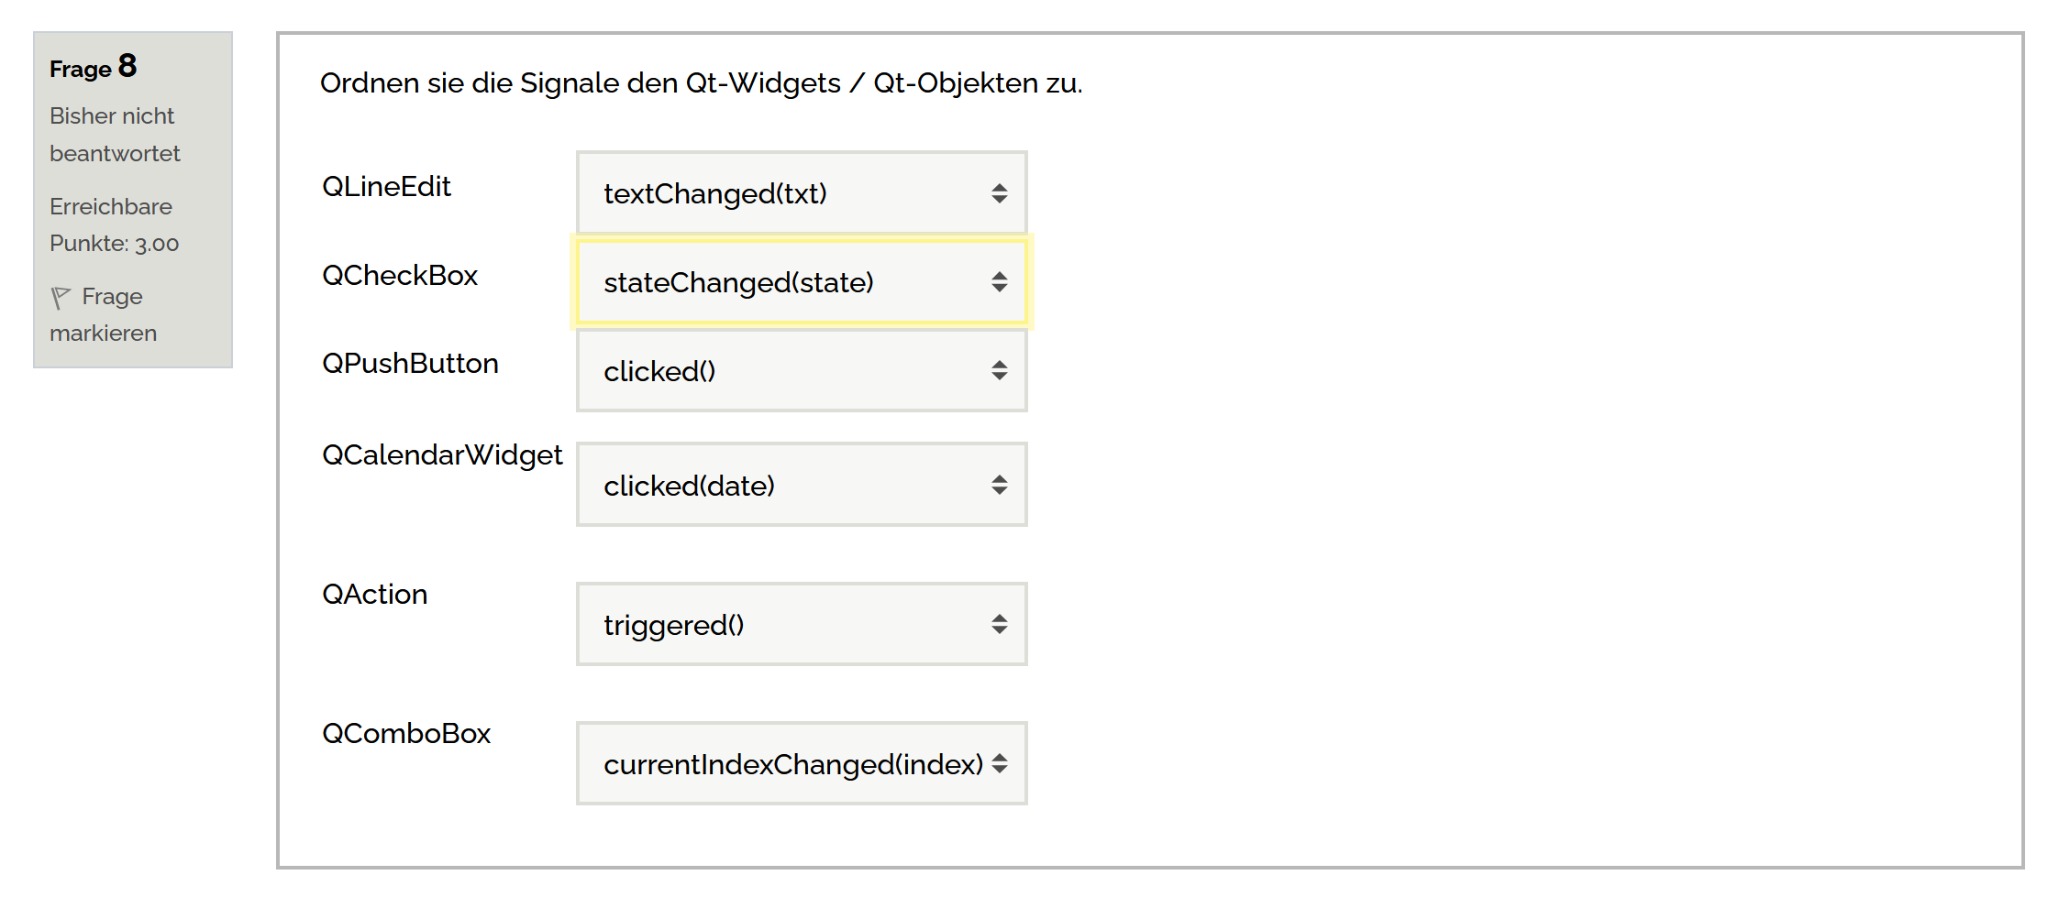 Frage 8
Bisher nicht
beantwortet
Erreichbare
Punkte: 3.00
Frage
markieren
Ordnen sie die Signale den Qt-Widgets / Qt-Objekten zu.
QLineEdit textChanged(txt)
QCheckBox stateChanged(state)
QPushButton clicked()
QCalendarWidget clicked(date)
QAction triggered()
QComboBox currentIndexChanged(index)